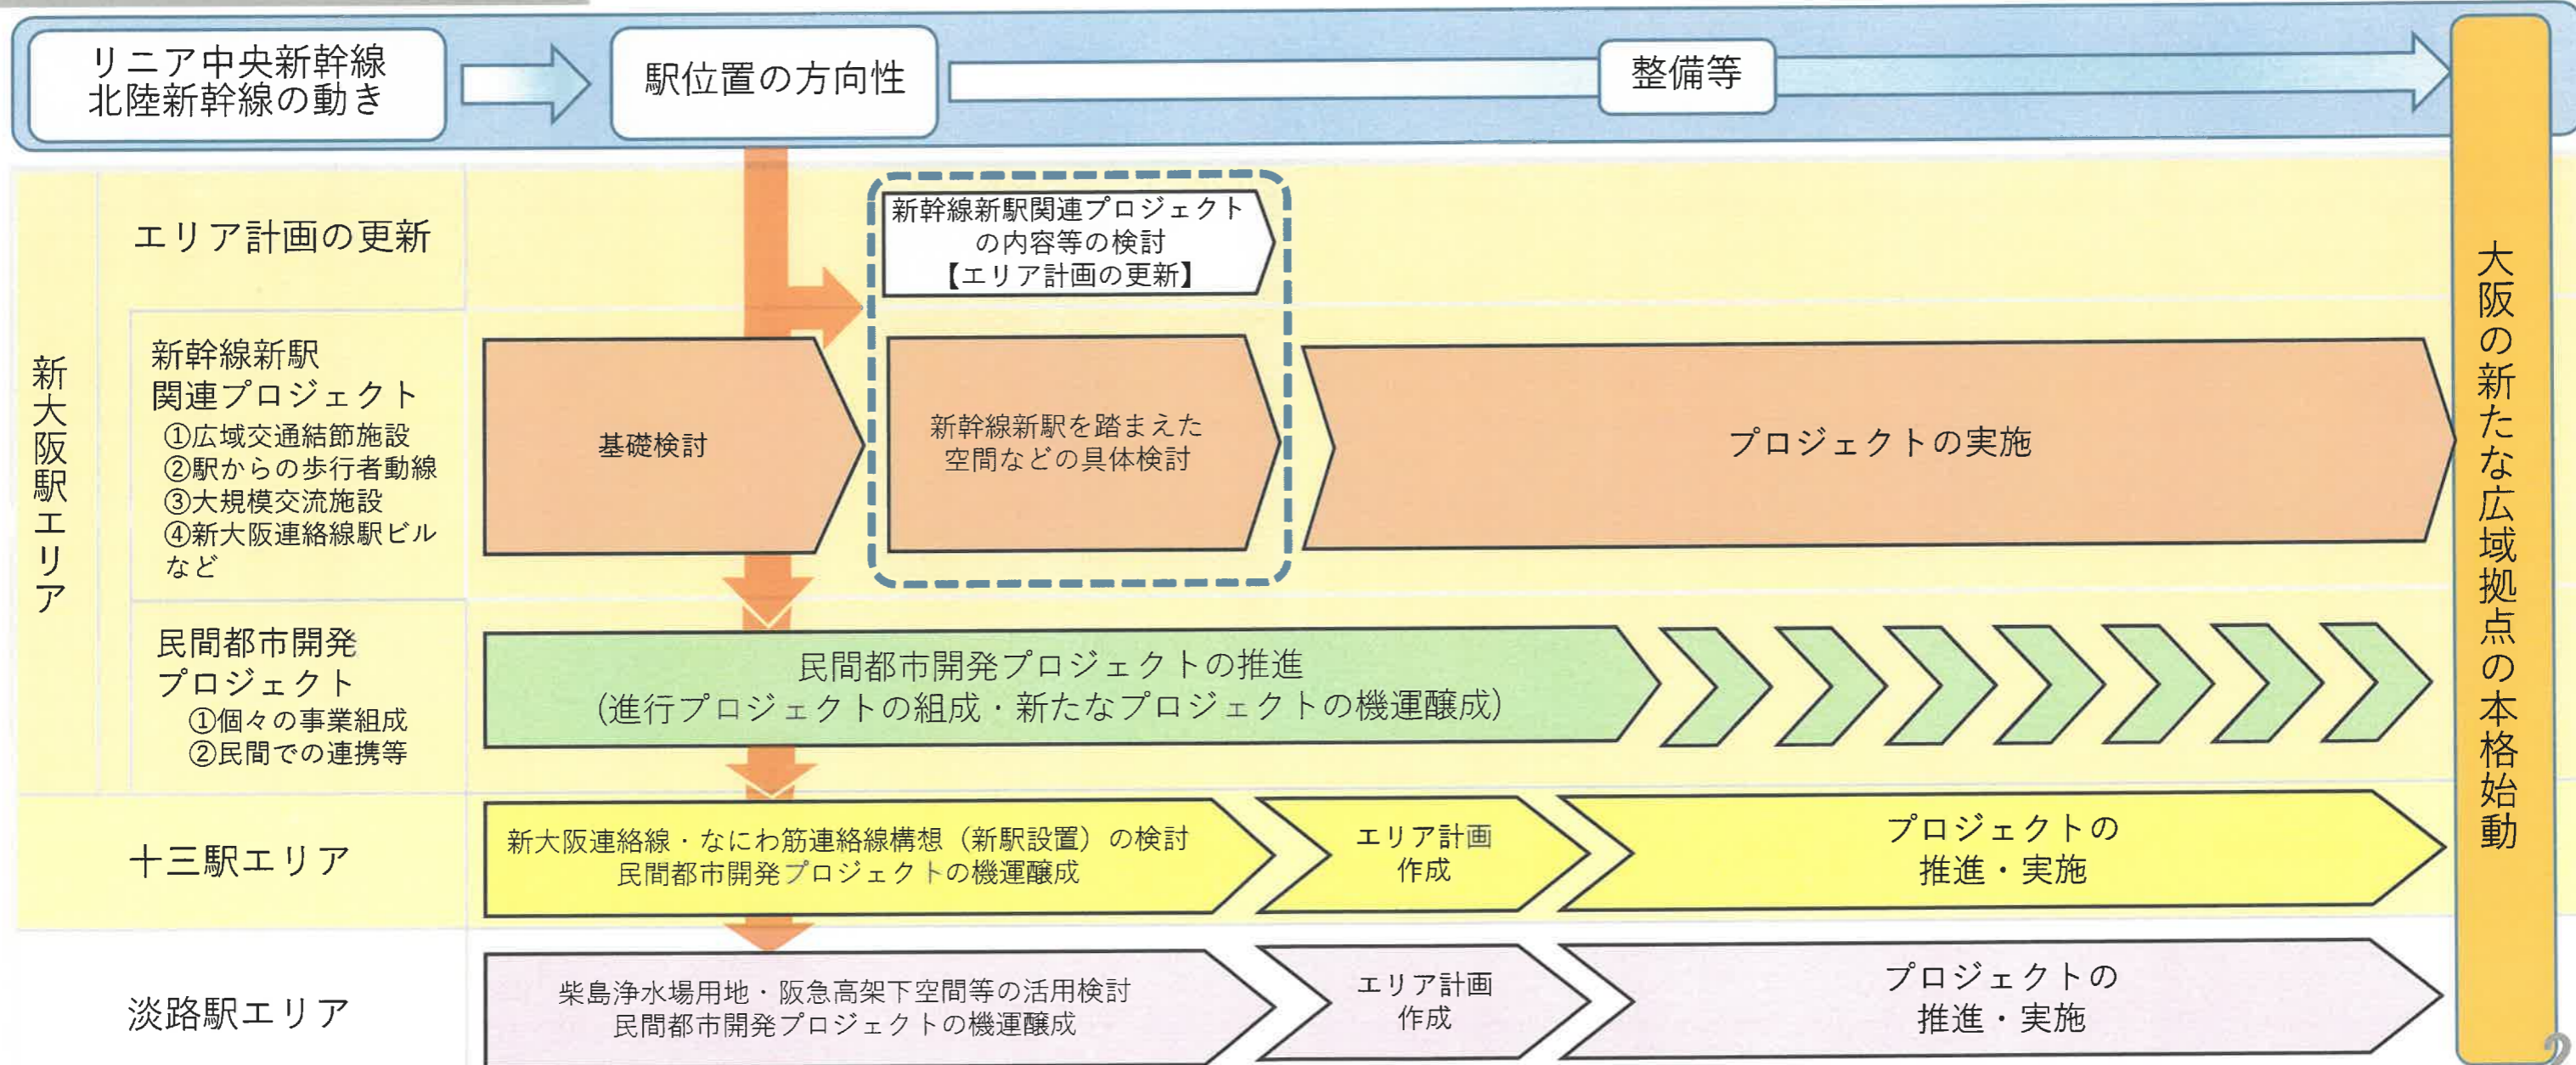 リニア中央新幹線
北陸新幹線の動き
駅位置の方向性
整備等
大阪の新たな広域拠点の本格始動
新大阪駅エリア
エリア計画の更新
新幹線新駅関連プロジェクト
の内容等の検討
【エリア計画の更新】
新幹線新駅
関連プロジェクト
①広域交通結節施設
②駅からの歩行者動線
③大規模交流施設
④新大阪連絡線駅ビル
など
基礎検討
新幹線新駅を踏まえた
空間などの具体検討
プロジェクトの実施
民間都市開発
プロジェクト
①個々の事業組成
②民間での連携等
民間都市開発プロジェクトの推進
(進行プロジェクトの組成・新たなプロジェクトの機運醸成)
十三駅エリア
新大阪連絡線・なにわ筋連絡線構想（新駅設置）の検討
民間都市開発プロジェクトの機運醸成
エリア計画
作成
プロジェクトの
推進・実施
淡路駅エリア
柴島浄水場用地・阪急高架下空間等の活用検討
民間都市開発プロジェクトの機運醸成
エリア計画
作成
プロジェクトの
推進・実施
2